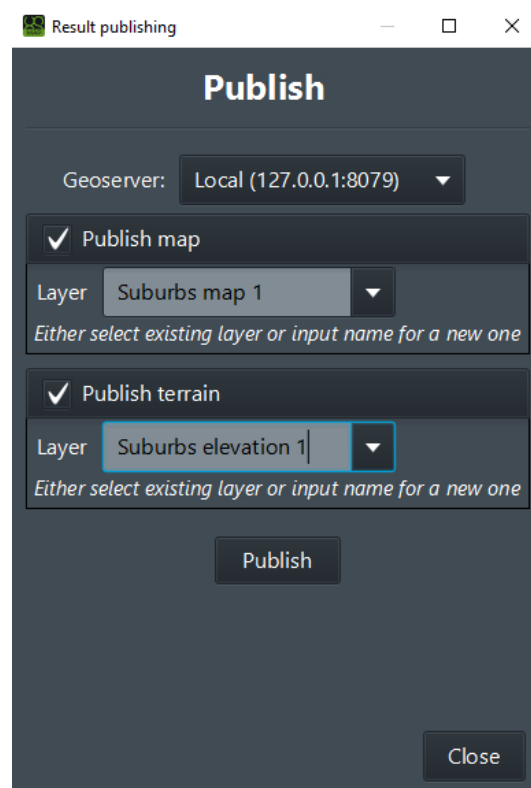 Result publishing
Publish
Geoserver: Local (127.0.0.1:8079)
Publish map
Layer Suburbs map 1
Either select existing layer or input name for a new one
Publish terrain
Layer Suburbs elevation 1
Either select existing layer or input name for a new one
Publish
Close